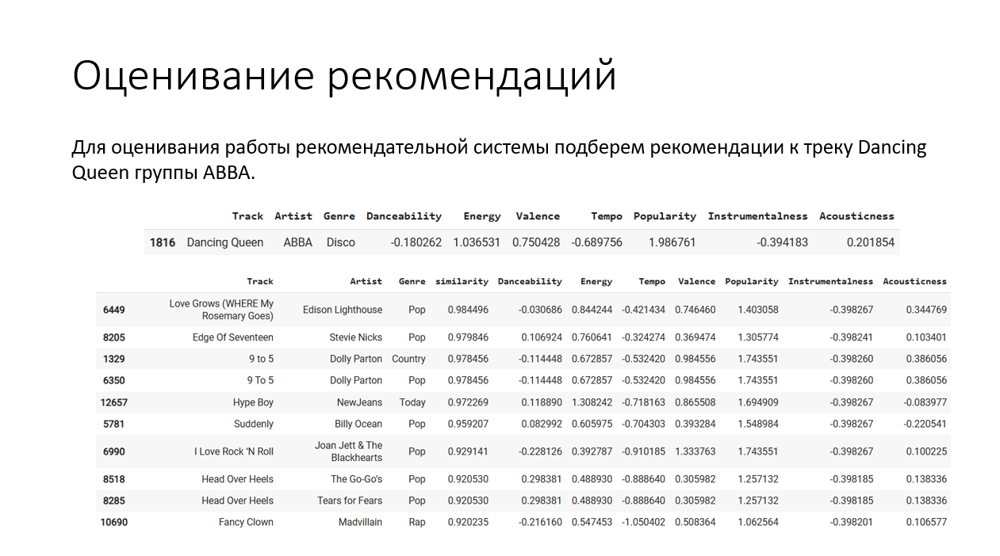 Оценивание рекомендаций
Для оценивания работы рекомендательной системы подберем рекомендации к треку Dancing
Queen группы ABBA.
Track Artist Genre Danceability Energy Valence Tempo Popularity Instrumentalness Acousticness
1816 Dancing Queen ABBA Disco -0.180262 1.036531 0.750428 -0.689756 1.986761 -0.394183 0.201854
Track Artist Genre similarity Danceability Energy Tempo Valence Popularity Instrumentalness Acousticness
6449 Love Grows (WHERE My Rosemary Goes) Edison Lighthouse Pop 0.984496 -0.030686 0.844244 -0.421434 0.746460 1.403058 -0.398267 0.344769
8205 Edge Of Seventeen Stevie Nicks Pop 0.979846 0.106924 0.760641 -0.324274 0.369474 1.305774 -0.398241 0.103401
1329 9 to 5 Dolly Parton Country 0.978456 -0.114448 0.672857 -0.532420 0.984556 1.743551 -0.398260 0.386056
6350 9 To 5 Dolly Parton Pop 0.978456 -0.114448 0.672857 -0.532420 0.984556 1.743551 -0.398260 0.386056
12657 Hype Boy NewJeans Today 0.972269 0.118890 1.308242 -0.718163 0.865508 1.694909 -0.398267 -0.083977
5781 Suddenly Billy Ocean Pop 0.959207 0.082992 0.605975 -0.704303 0.393284 1.548984 -0.398267 -0.220541
6990 I Love Rock ‘N Roll Joan Jett & The Blackhearts Pop 0.929141 -0.228126 0.392787 -0.910185 1.333763 1.743551 -0.398267 0.100225
8518 Head Over Heels The Go-Go’s Pop 0.920530 0.298381 0.488930 -0.888640 0.305982 1.257132 -0.398185 0.138336
8285 Head Over Heels Tears for Fears Pop 0.920530 0.298381 0.488930 -0.888640 0.305982 1.257132 -0.398185 0.138336
10690 Fancy Clown Madvillain Rap 0.920235 -0.216160 0.547453 -1.050402 0.508364 1.062564 -0.398201 0.106577